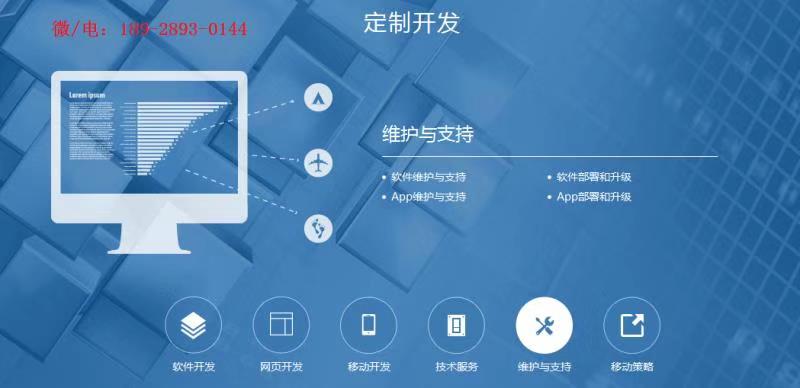 微/电：189-2893-0144
定制开发
Lorem ipsum
维护与支持
• 软件维护与支持
• 软件部署和升级
• App维护与支持
• App部署和升级
软件开发
网页开发
移动开发
技术服务
维护与支持
移动策略